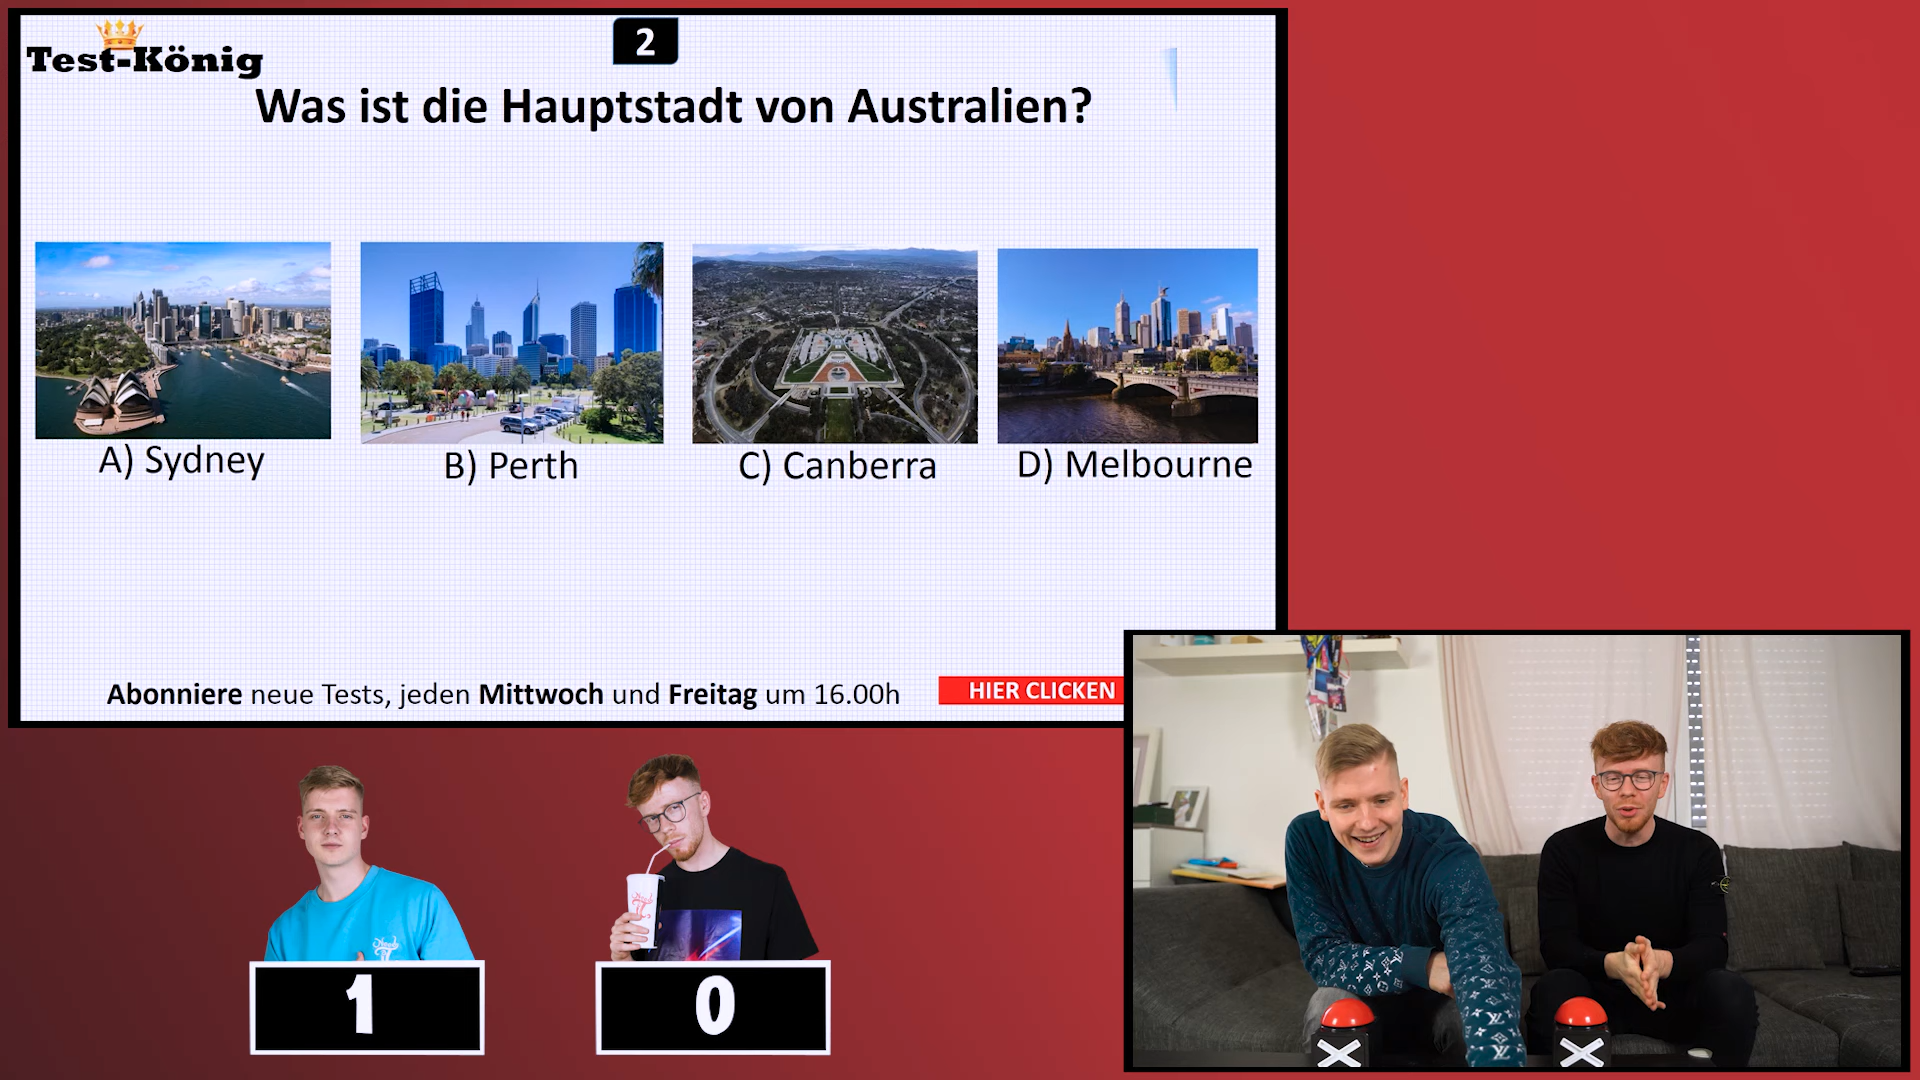 Test-König
2
Was ist die Hauptstadt von Australien?
A) Sydney
B) Perth
C) Canberra
D) Melbourne
Abonniere neue Tests, jeden Mittwoch und Freitag um 16.00h
HIER CLICKEN
1
0